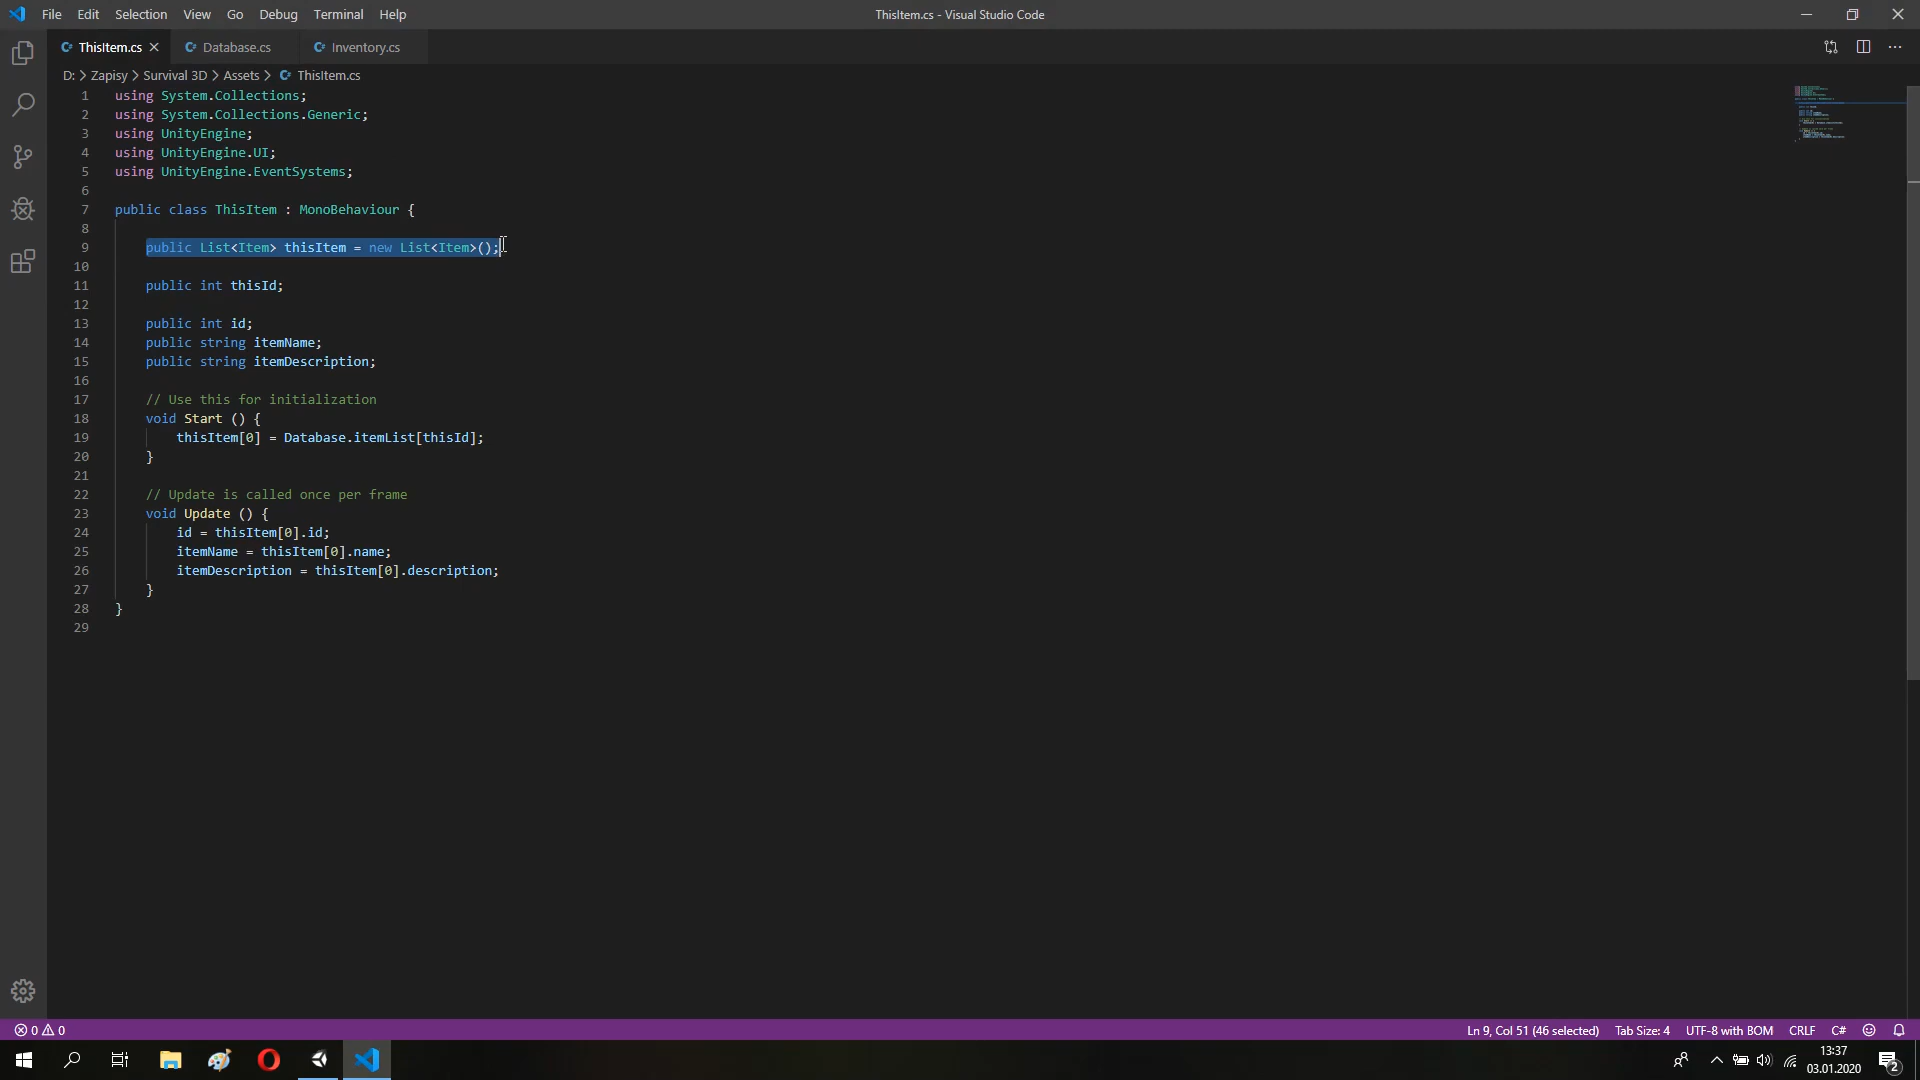 File Edit Selection View Go Debug Terminal Help
ThisItem.cs - Visual Studio Code
ThisItem.cs Database.cs Inventory.cs
D: > Zapisy > Survival 3D > Assets > ThisItem.cs
1 using System.Collections;
2 using System.Collections.Generic;
3 using UnityEngine;
4 using UnityEngine.UI;
5 using UnityEngine.EventSystems;
6
7 public class ThisItem : MonoBehaviour {
8
9 public List<Item> thisItem = new List<Item>();
10
11 public int thisId;
12
13 public int id;
14 public string itemName;
15 public string itemDescription;
16
17 // Use this for initialization
18 void Start () {
19 thisItem[0] = Database.itemList[thisId];
20 }
21
22 // Update is called once per frame
23 void Update () {
24 id = thisItem[0].id;
25 itemName = thisItem[0].name;
26 itemDescription = thisItem[0].description;
27 }
28 }
29
0 0
Ln 9, Col 51 (46 selected) Tab Size: 4 UTF-8 with BOM CRLF C#
13:37
03.01.2020
2